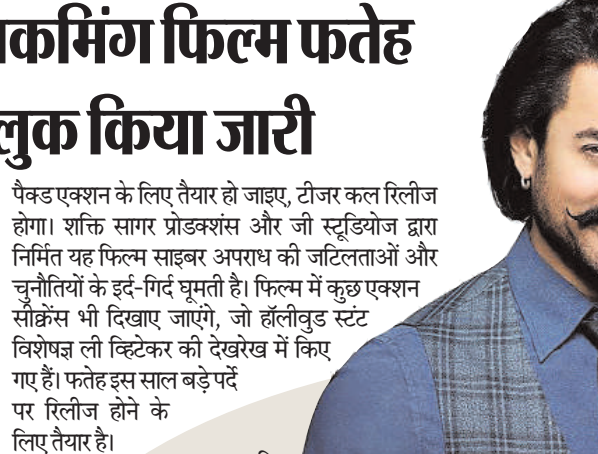 फिल्म फतेह
किया जारी
पैक्ड एक्शन के लिए तैयार हो जाइए, टीजर कल रिलीज
होगा। शक्ति सागर प्रोडक्शंस और जी स्टूडियोज द्वारा
निर्मित यह फिल्म साइबर अपराध की जटिलताओं और
चुनौतियों के इर्द-गिर्द घूमती है। फिल्म में कुछ एक्शन
सीक्वेंस भी दिखाए जाएंगे, जो हॉलीवुड स्टंट
विशेषज्ञ ली व्हिटेकर की देखरेख में किए
गए हैं। फतेह इस साल बड़े पर्दे
पर रिलीज होने के
लिए तैयार है।